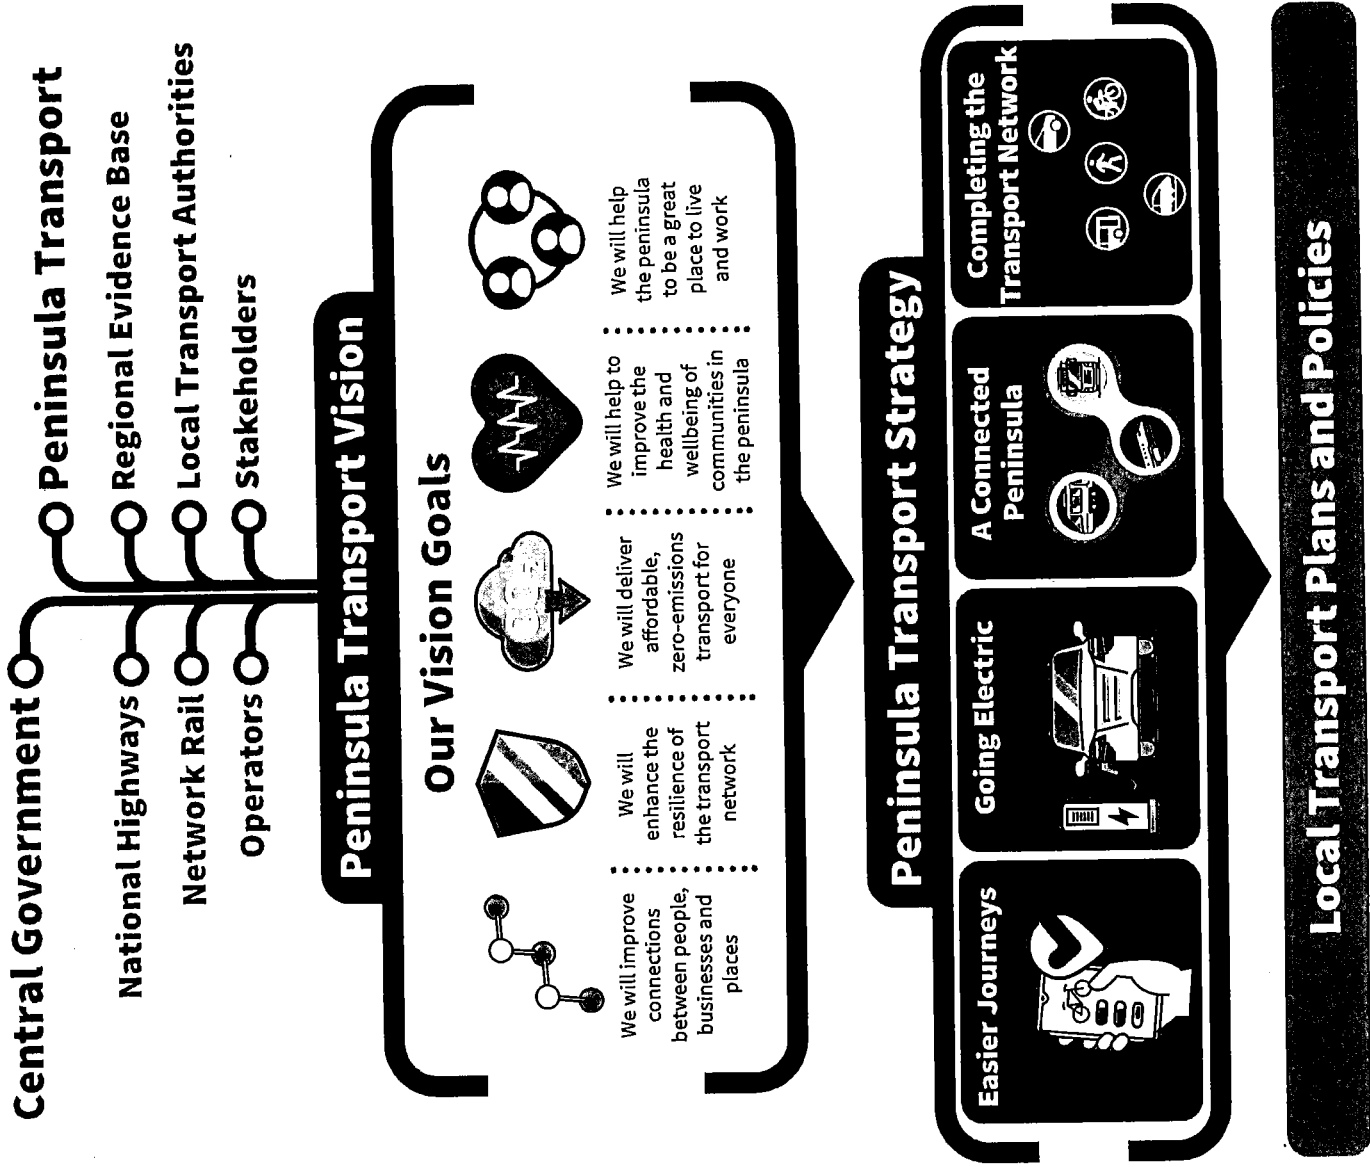 Central Government
National Highways
Network Rail
Operators
Peninsula Transport
Regional Evidence Base
Local Transport Authorities
Stakeholders
Peninsula Transport Vision
Our Vision Goals
We will improve
connections
between people,
businesses and
places
We will
enhance the
resilience of
the transport
network
We will deliver
affordable,
zero-emissions
transport for
everyone
We will help to
improve the
health and
wellbeing of
communities in
the peninsula
We will help
the peninsula
to be a great
place to live
and work
Peninsula Transport Strategy
Easier Journeys
Going Electric
A Connected
Peninsula
Completing the
Transport Network
Local Transport Plans and Policies